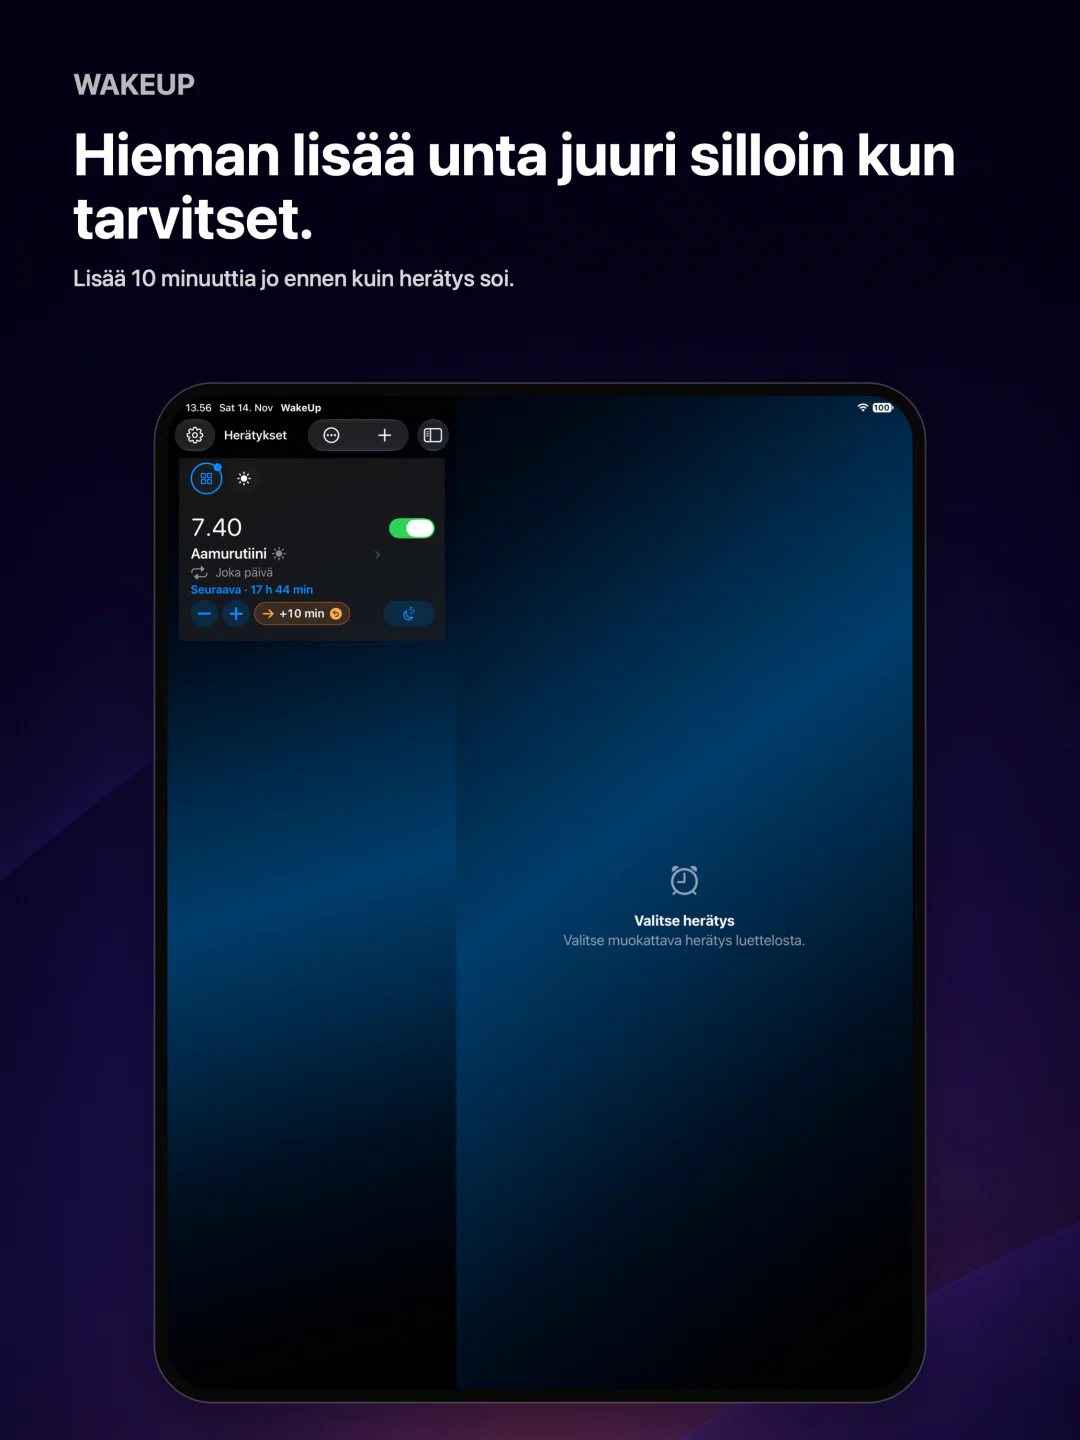 WAKEUP
Hieman lisää unta juuri silloin kun
tarvitset.
Lisää 10 minuuttia jo ennen kuin herätys soi.
13.56 Sat 14. Nov WakeUp
100
Herätykset
7.40
Aamurutiini
Joka päivä
Seuraava · 17 h 44 min
+10 min
Valitse herätys
Valitse muokattava herätys luettelosta.